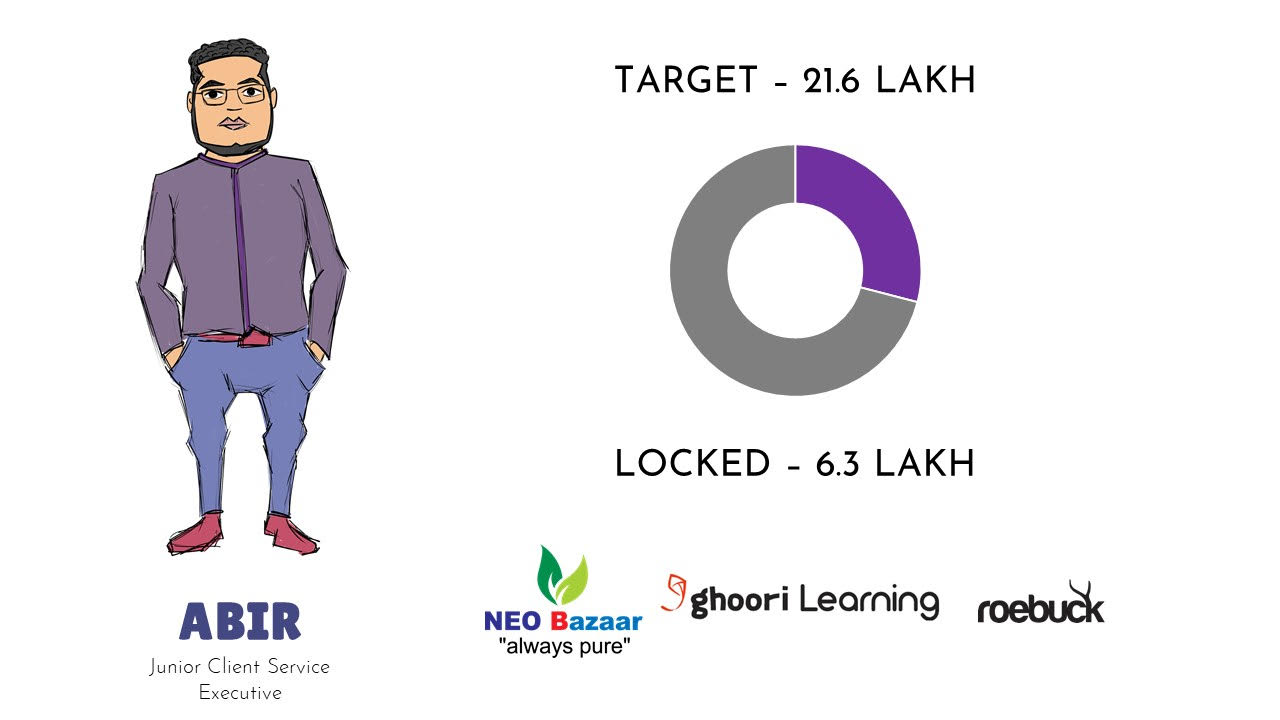 TARGET – 21.6 LAKH
LOCKED – 6.3 LAKH
NEO Bazaar
"always pure"
ghoori Learning
roebuck
ABIR
Junior Client Service
Executive